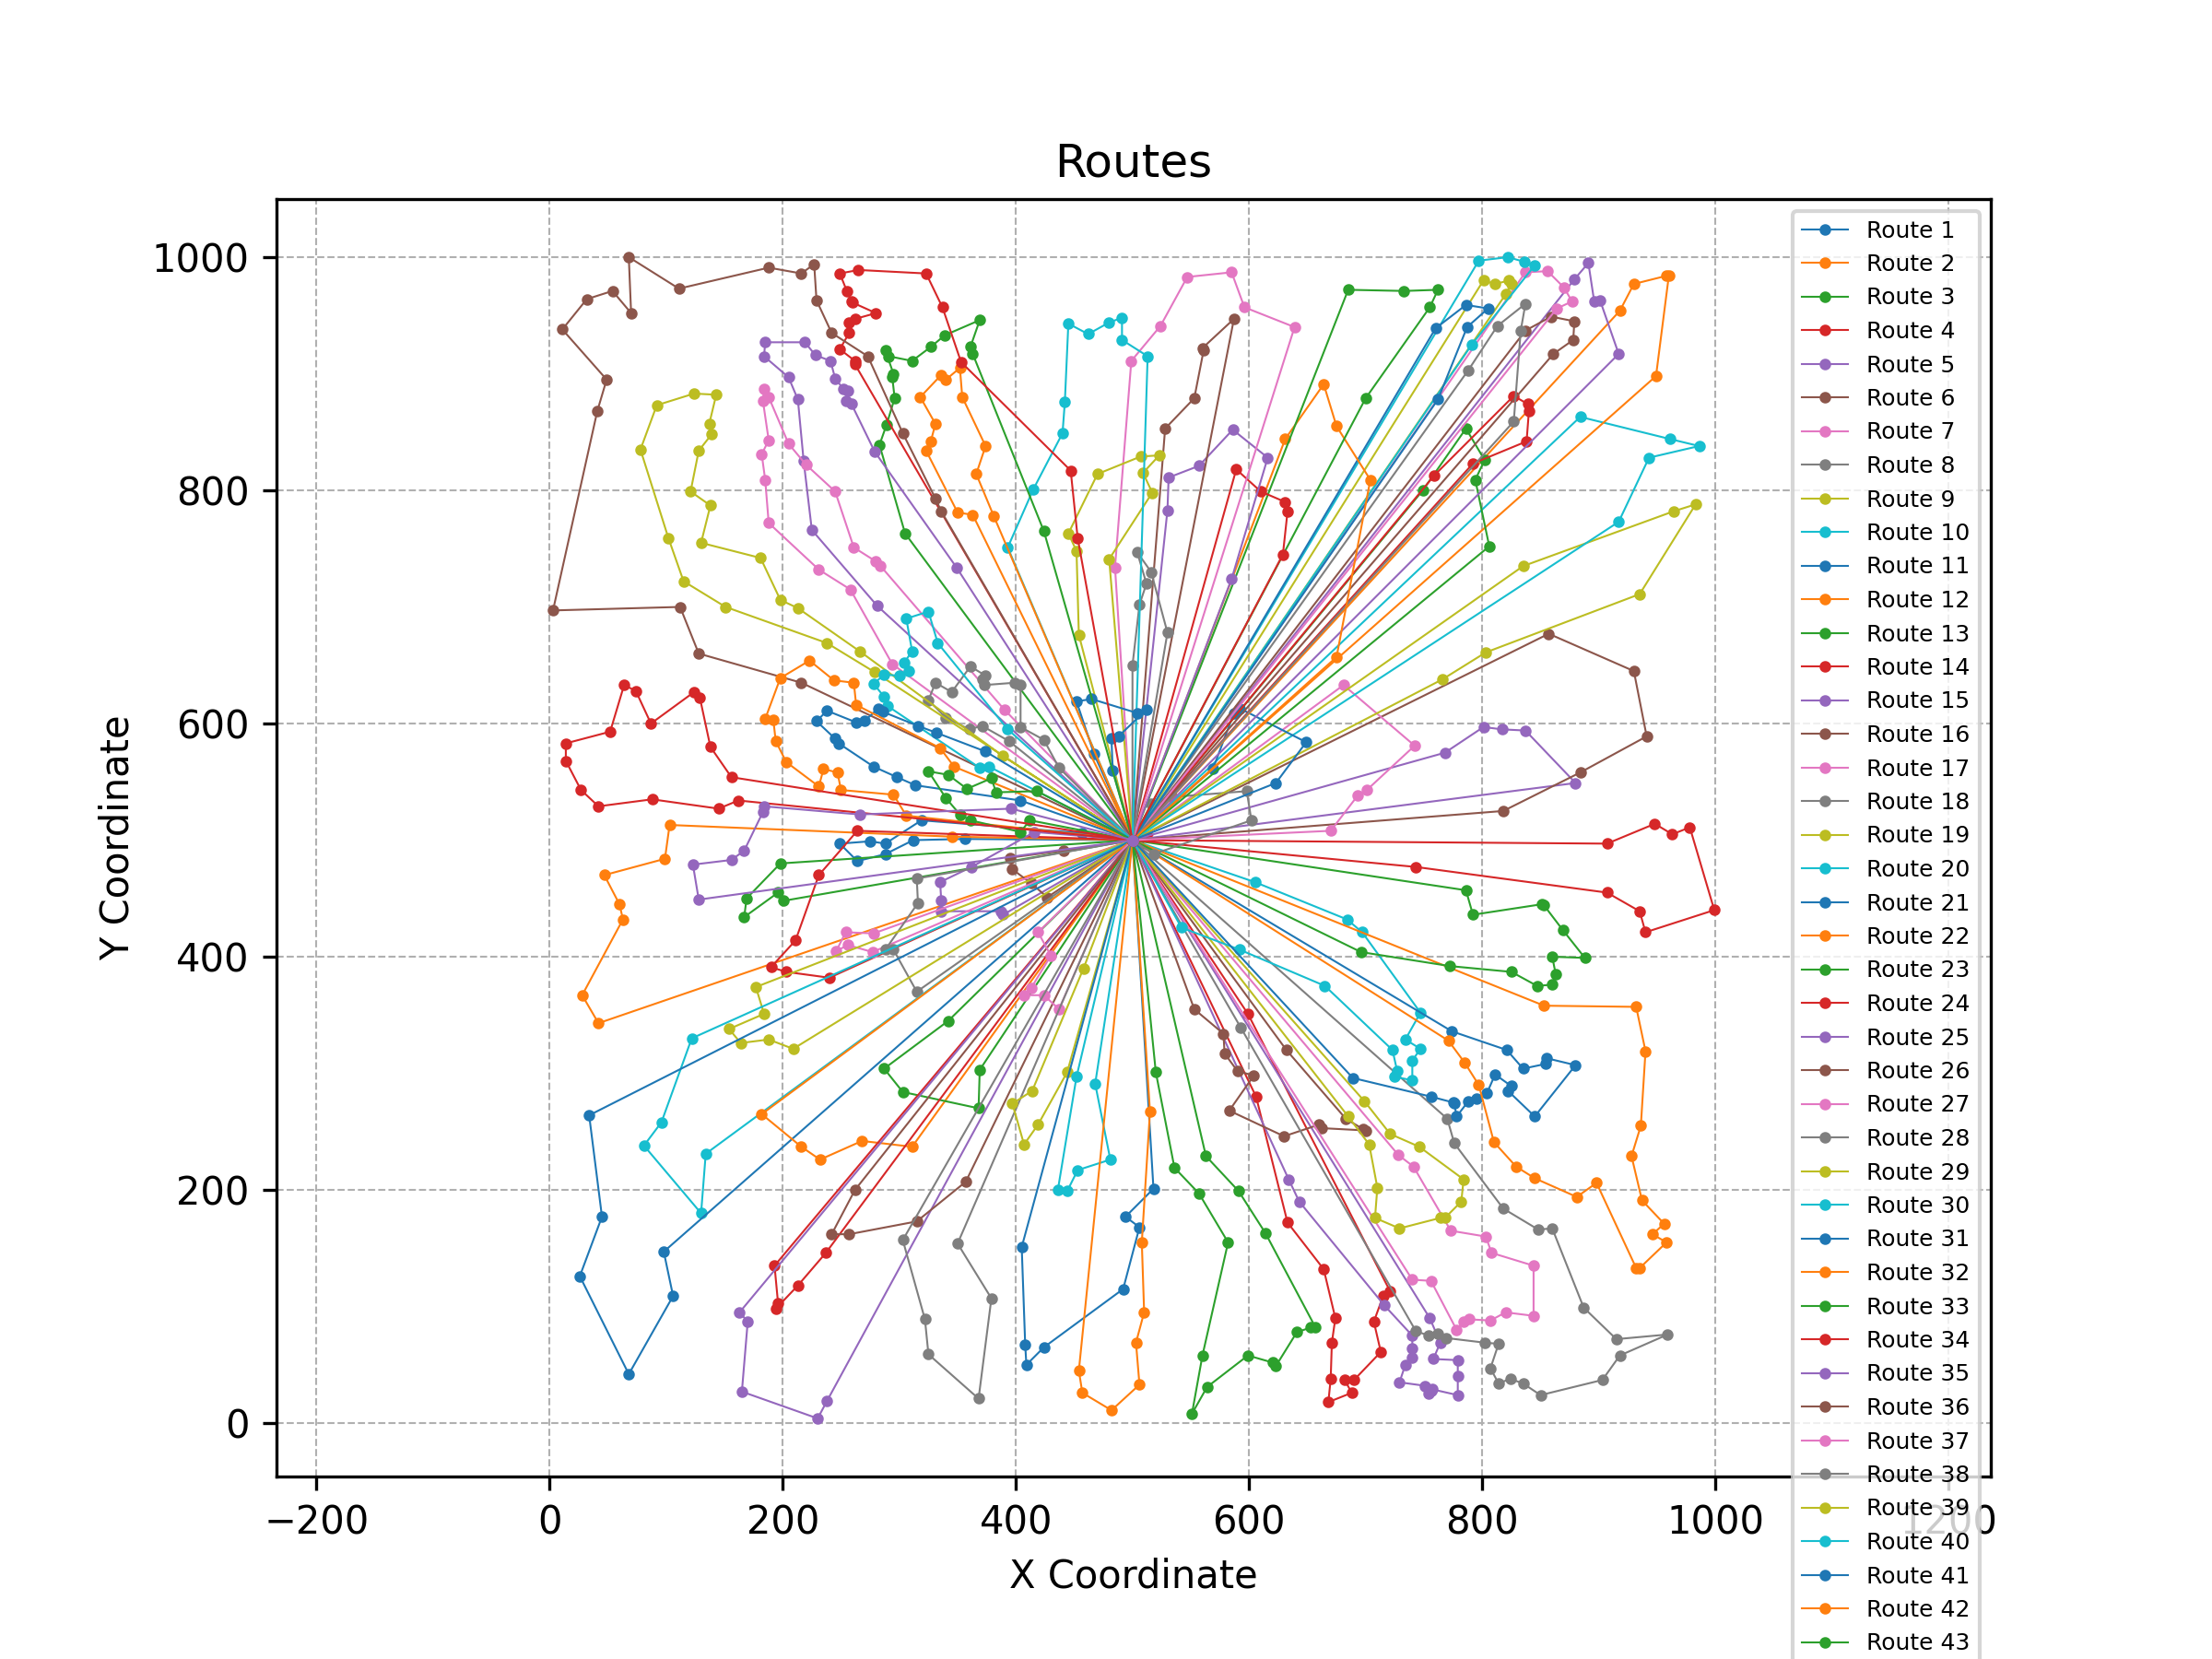 Routes
1000
800
600
400
200
0
Y Coordinate
−200
0
200
400
600
800
1000
1200
X Coordinate
Route 1
Route 2
Route 3
Route 4
Route 5
Route 6
Route 7
Route 8
Route 9
Route 10
Route 11
Route 12
Route 13
Route 14
Route 15
Route 16
Route 17
Route 18
Route 19
Route 20
Route 21
Route 22
Route 23
Route 24
Route 25
Route 26
Route 27
Route 28
Route 29
Route 30
Route 31
Route 32
Route 33
Route 34
Route 35
Route 36
Route 37
Route 38
Route 39
Route 40
Route 41
Route 42
Route 43